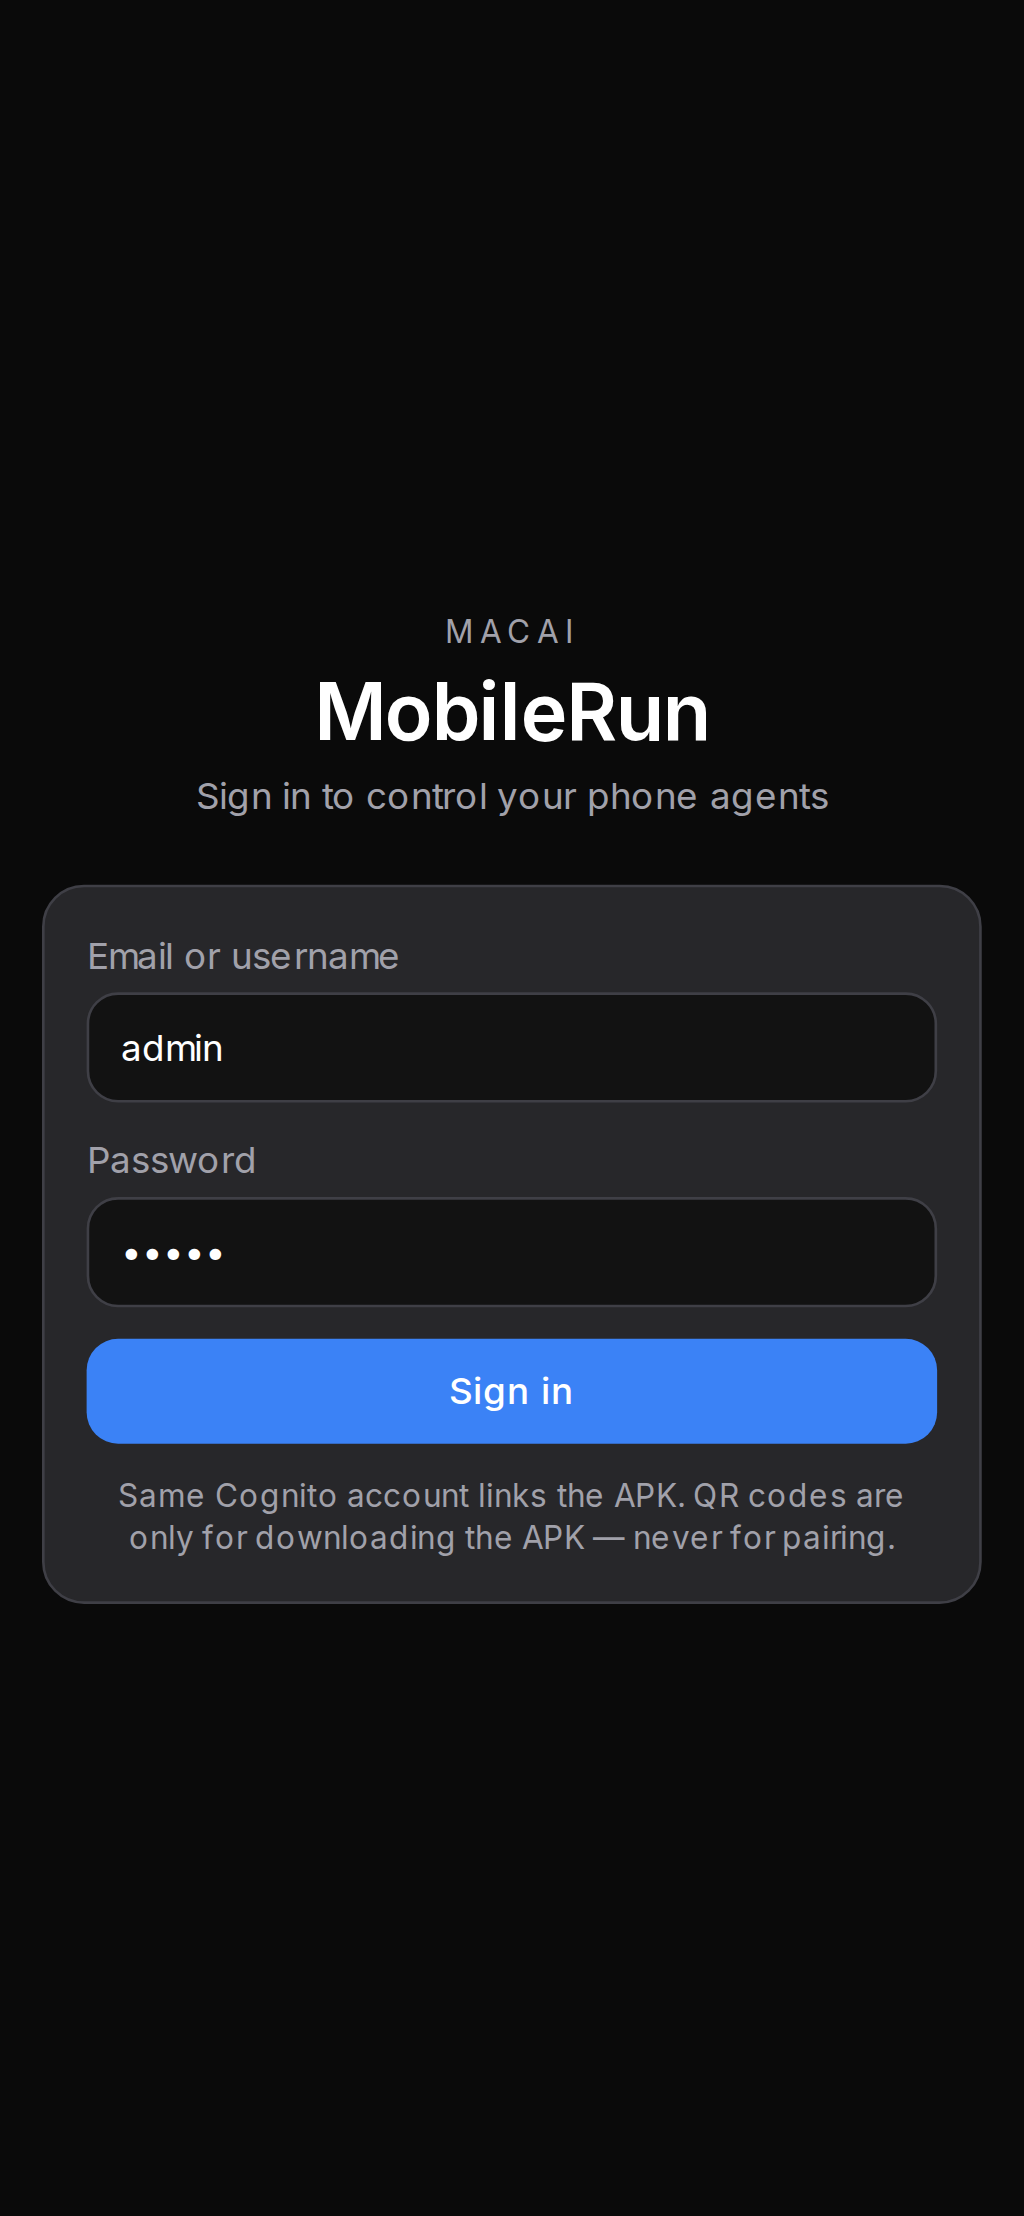 MACAI
MobileRun
Sign in to control your phone agents
Email or username
admin
Password
•••••
Sign in
Same Cognito account links the APK. QR codes are
only for downloading the APK — never for pairing.